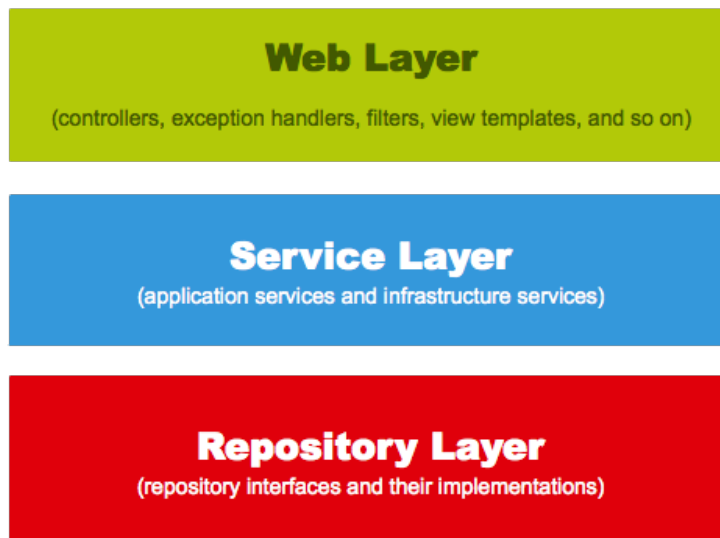 Web Layer
(controllers, exception handlers, filters, view templates, and so on)
Service Layer
(application services and infrastructure services)
Repository Layer
(repository interfaces and their implementations)